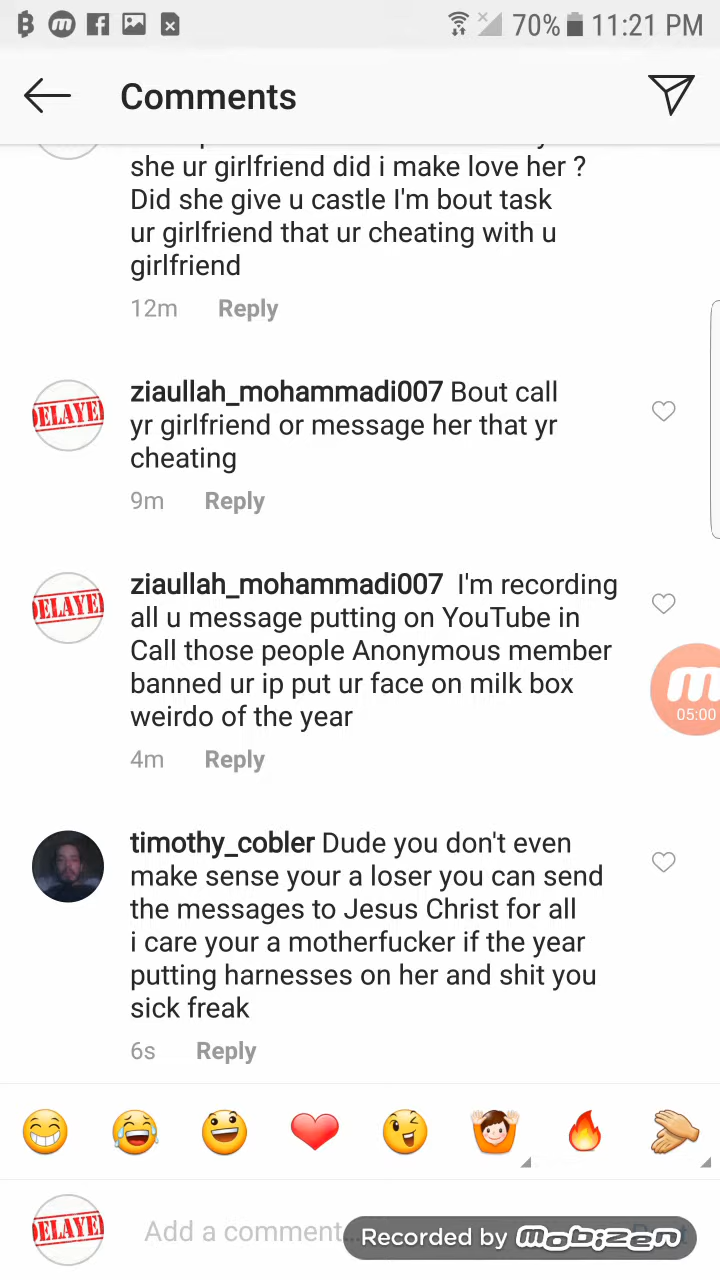 70% 11:21 PM
Comments
she ur girlfriend did i make love her ?
Did she give u castle I'm bout task
ur girlfriend that ur cheating with u
girlfriend
12m Reply
ELAYE
ziaullah_mohammadi007 Bout call
yr girlfriend or message her that yr
cheating
9m Reply
ELAYE
ziaullah_mohammadi007 I'm recording
all u message putting on YouTube in
Call those people Anonymous member
banned ur ip put ur face on milk box
weirdo of the year
05:00
4m Reply
timothy_cobler Dude you don't even
make sense your a loser you can send
the messages to Jesus Christ for all
i care your a motherfucker if the year
putting harnesses on her and shit you
sick freak
6s Reply
ELAYE
Add a comment...
Recorded by mobizen